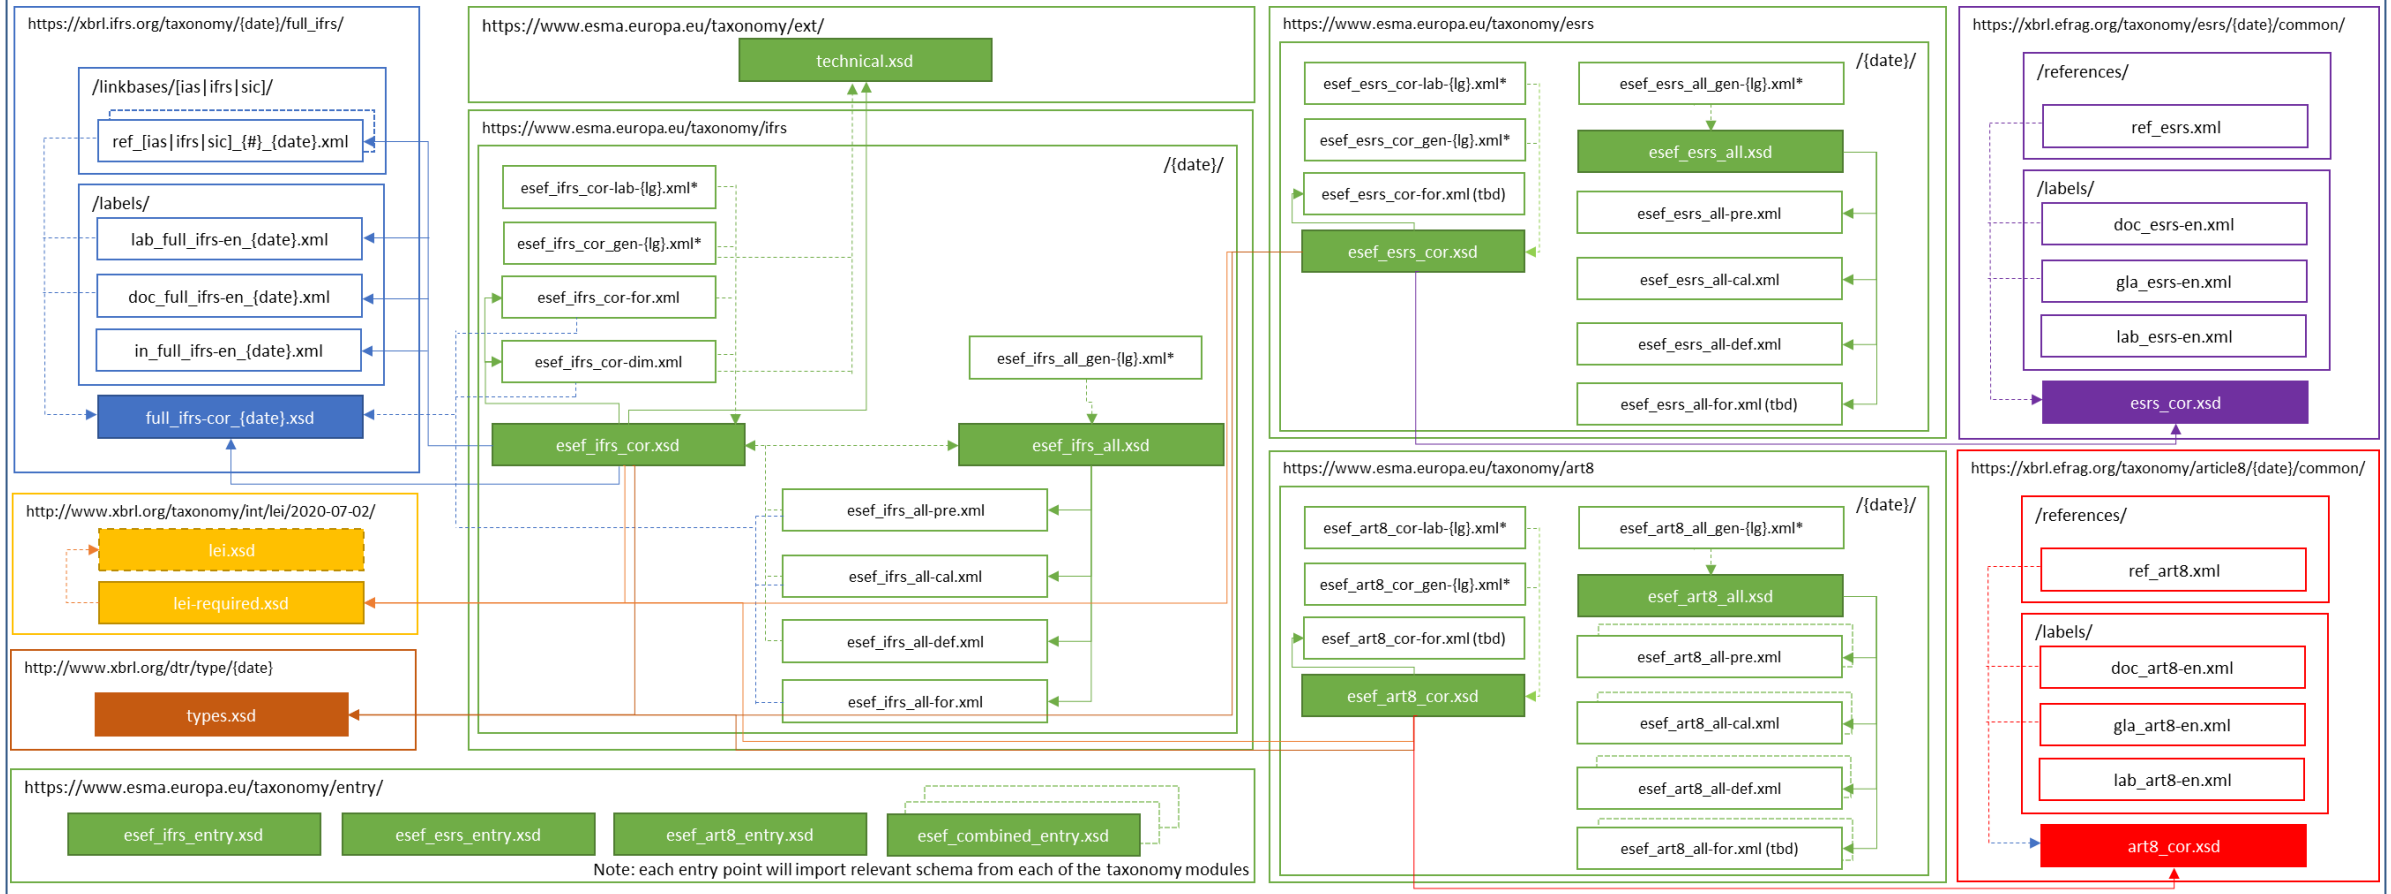 https://xbrl.ifrs.org/taxonomy/{date}/full_ifrs/
/linkbases/[ias|ifrs|sic]/
ref_[ias|ifrs|sic]_{#}_{date}.xml
/labels/
lab_full_ifrs-en_{date}.xml
doc_full_ifrs-en_{date}.xml
in_full_ifrs-en_{date}.xml
full_ifrs-cor_{date}.xsd
http://www.xbrl.org/taxonomy/int/lei/2020-07-02/
lei.xsd
lei-required.xsd
http://www.xbrl.org/dtr/type/{date}
types.xsd
https://www.esma.europa.eu/taxonomy/ext/
technical.xsd
https://www.esma.europa.eu/taxonomy/ifrs
/{date}/
esef_ifrs_cor-lab-{lg}.xml*
esef_ifrs_cor_gen-{lg}.xml*
esef_ifrs_cor-for.xml
esef_ifrs_cor-dim.xml
esef_ifrs_all_gen-{lg}.xml*
esef_ifrs_cor.xsd
esef_ifrs_all.xsd
esef_ifrs_all-pre.xml
esef_ifrs_all-cal.xml
esef_ifrs_all-def.xml
esef_ifrs_all-for.xml
https://www.esma.europa.eu/taxonomy/entry/
esef_ifrs_entry.xsd
esef_esrs_entry.xsd
esef_art8_entry.xsd
esef_combined_entry.xsd
Note: each entry point will import relevant schema from each of the taxonomy modules
https://www.esma.europa.eu/taxonomy/esrs
/{date}/
esef_esrs_cor-lab-{lg}.xml*
esef_esrs_cor_gen-{lg}.xml*
esef_esrs_cor-for.xml (tbd)
esef_esrs_cor.xsd
esef_esrs_all_gen-{lg}.xml*
esef_esrs_all.xsd
esef_esrs_all-pre.xml
esef_esrs_all-cal.xml
esef_esrs_all-def.xml
esef_esrs_all-for.xml (tbd)
https://www.esma.europa.eu/taxonomy/art8
/{date}/
esef_art8_cor-lab-{lg}.xml*
esef_art8_cor_gen-{lg}.xml*
esef_art8_cor-for.xml (tbd)
esef_art8_cor.xsd
esef_art8_all_gen-{lg}.xml*
esef_art8_all.xsd
esef_art8_all-pre.xml
esef_art8_all-cal.xml
esef_art8_all-def.xml
esef_art8_all-for.xml (tbd)
https://xbrl.efrag.org/taxonomy/esrs/{date}/common/
/references/
ref_esrs.xml
/labels/
doc_esrs-en.xml
gla_esrs-en.xml
lab_esrs-en.xml
esrs_cor.xsd
https://xbrl.efrag.org/taxonomy/article8/{date}/common/
/references/
ref_art8.xml
/labels/
doc_art8-en.xml
gla_art8-en.xml
lab_art8-en.xml
art8_cor.xsd